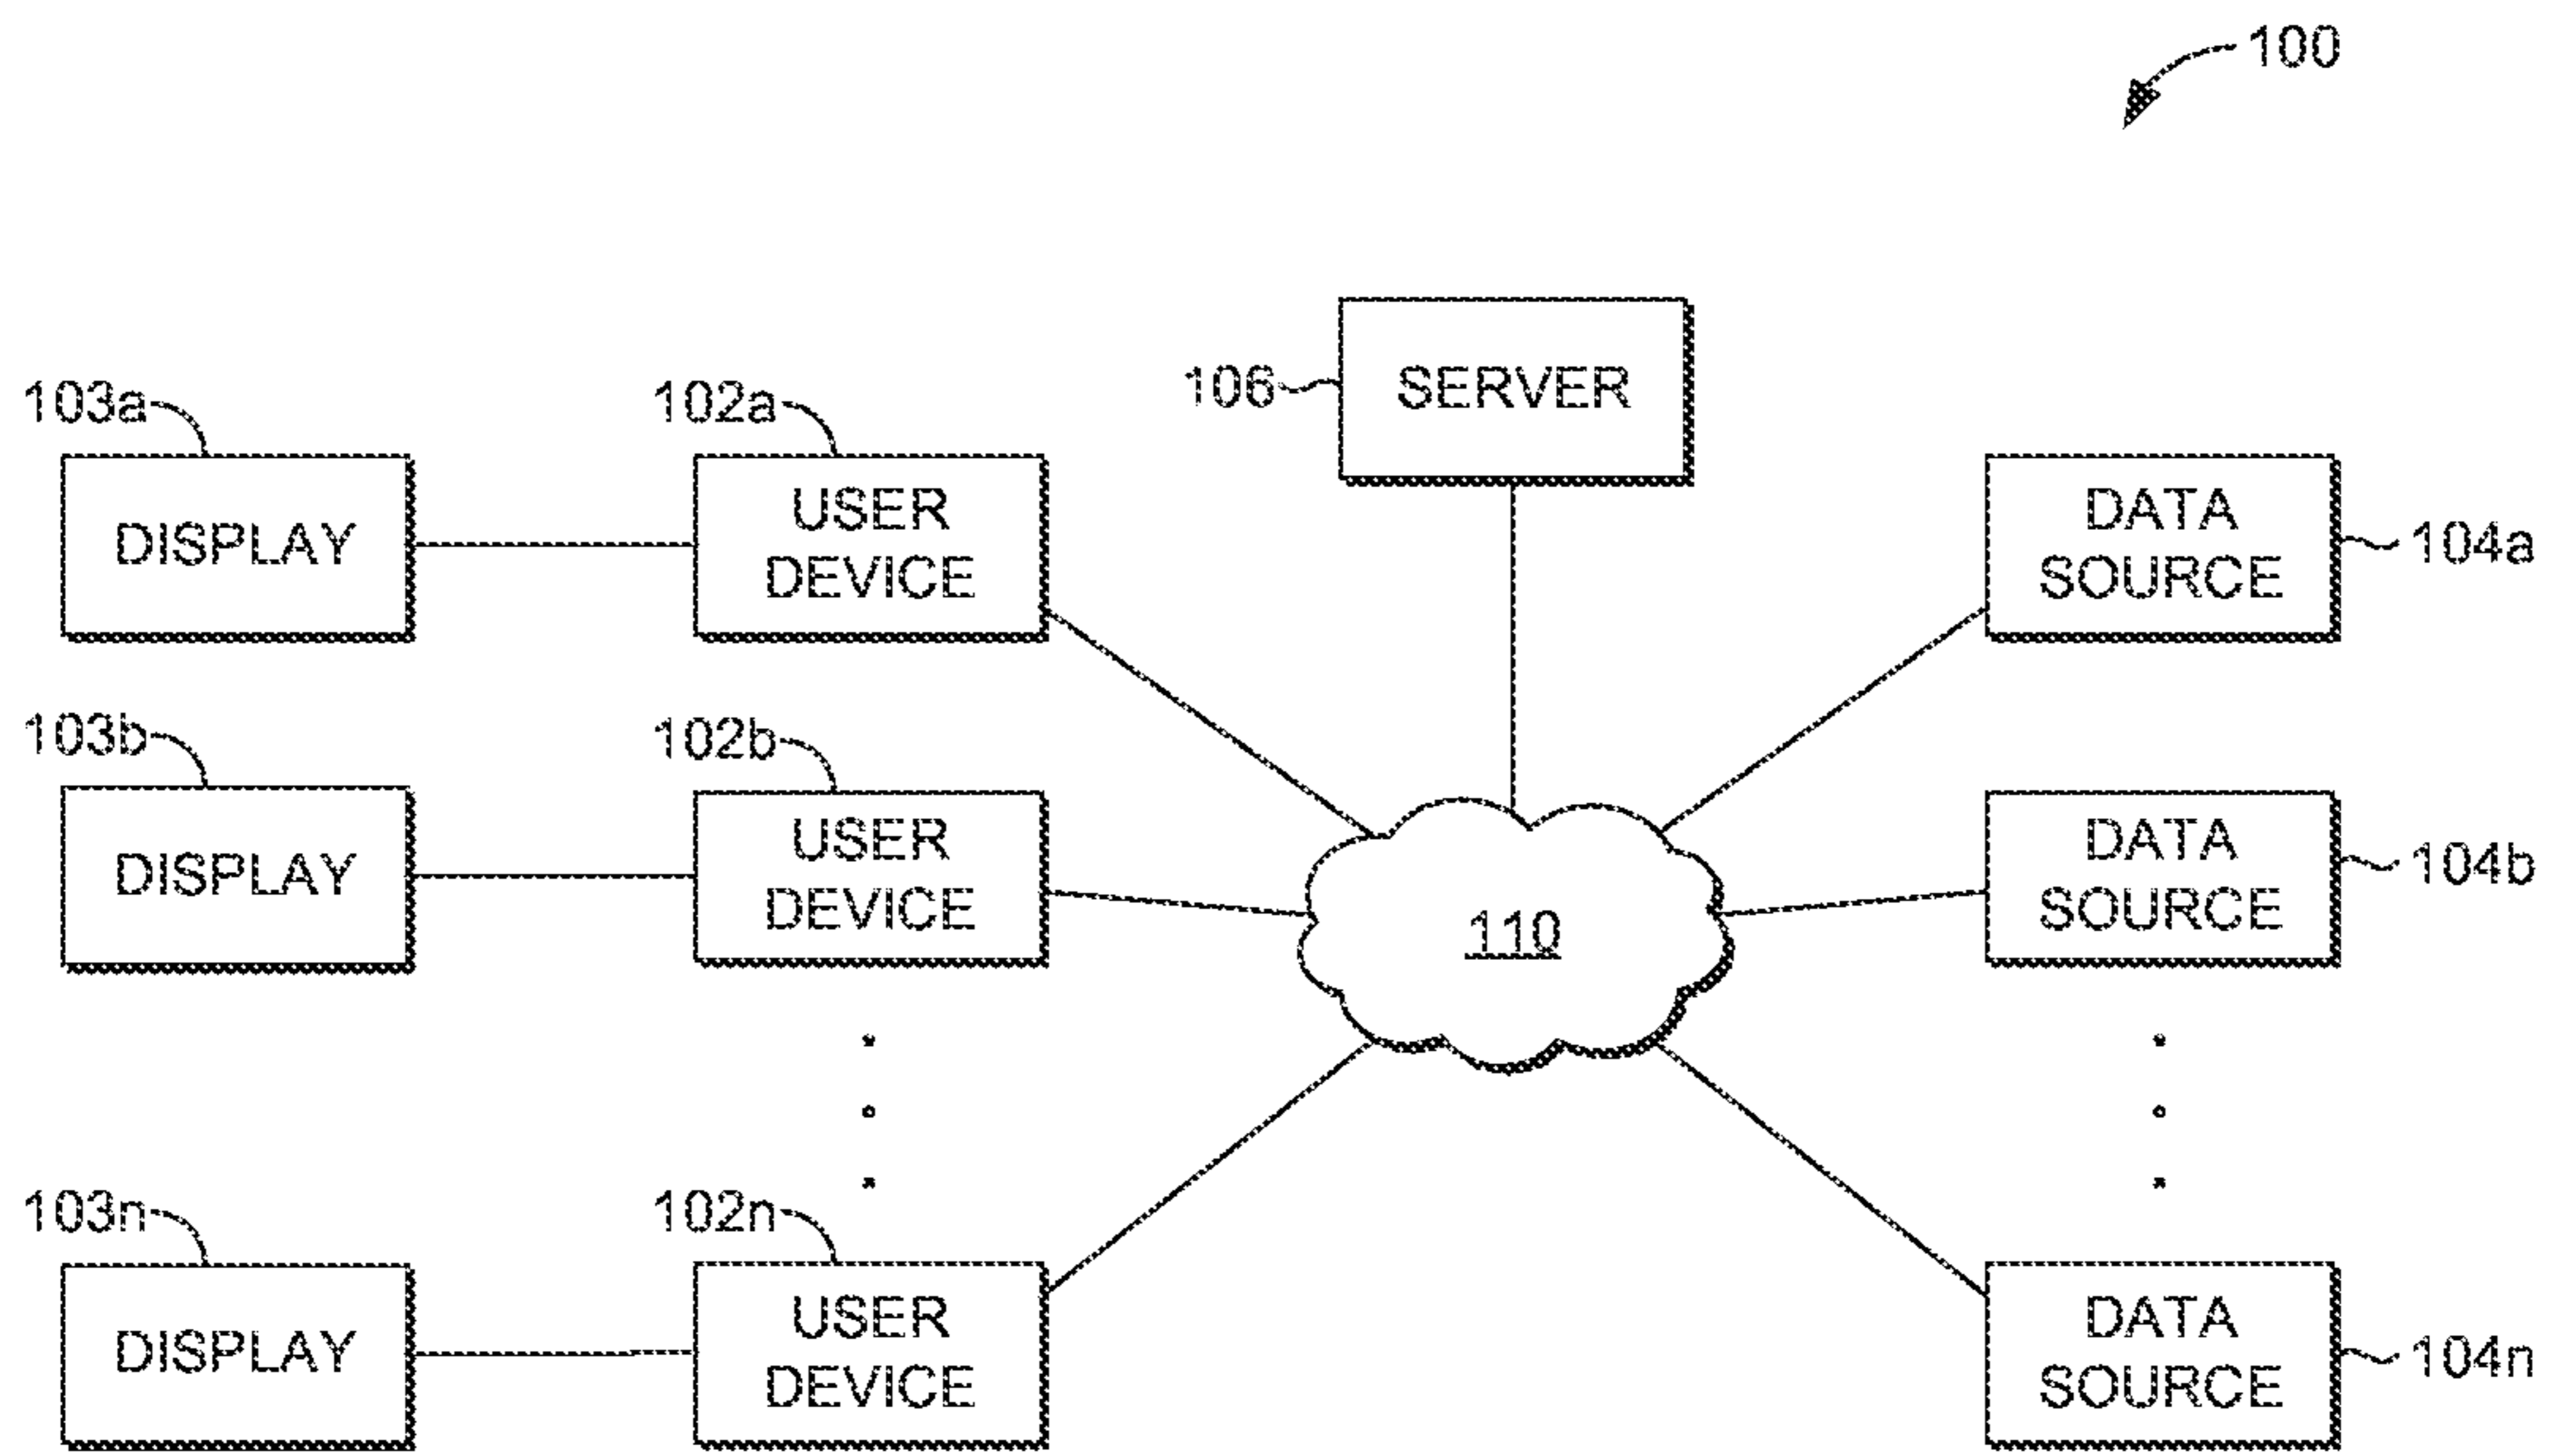 100
106
SERVER
103a
102a
DISPLAY
USER
DEVICE
DATA
SOURCE
104a
103b
102b
DISPLAY
USER
DEVICE
110
DATA
SOURCE
104b
103n
102n
DISPLAY
USER
DEVICE
DATA
SOURCE
104n